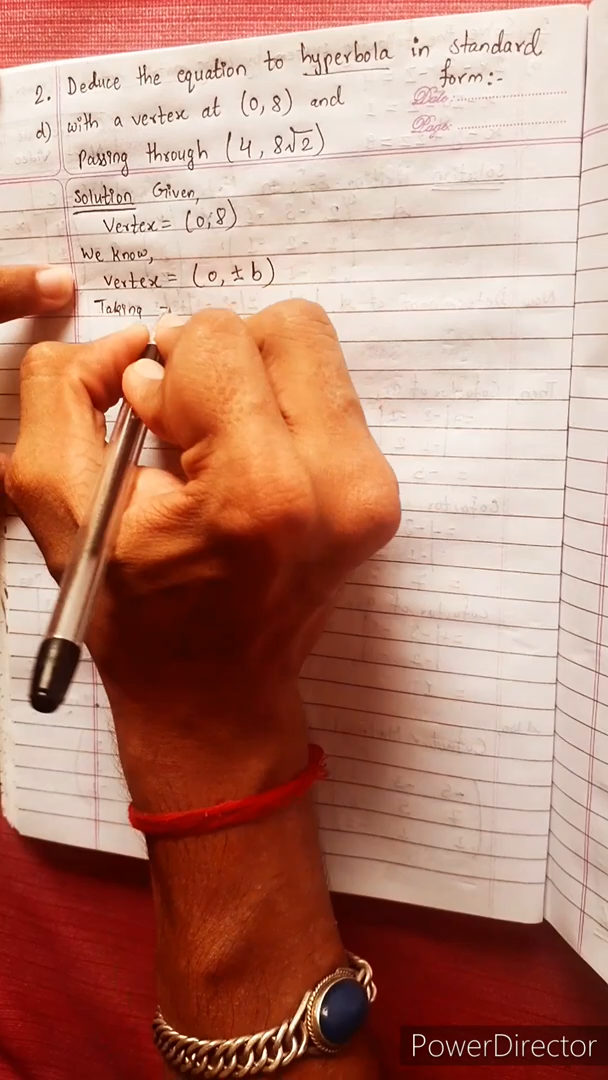 2. Deduce the equation to hyperbola in standard
form:-
Date:
d) with a vertex at (0, 8) and
Page:
Passing through (4, 8√2)
Solution Given,
Vertex = (0, 8)
We know,
vertex = (0, ±b)
Taking
PowerDirector